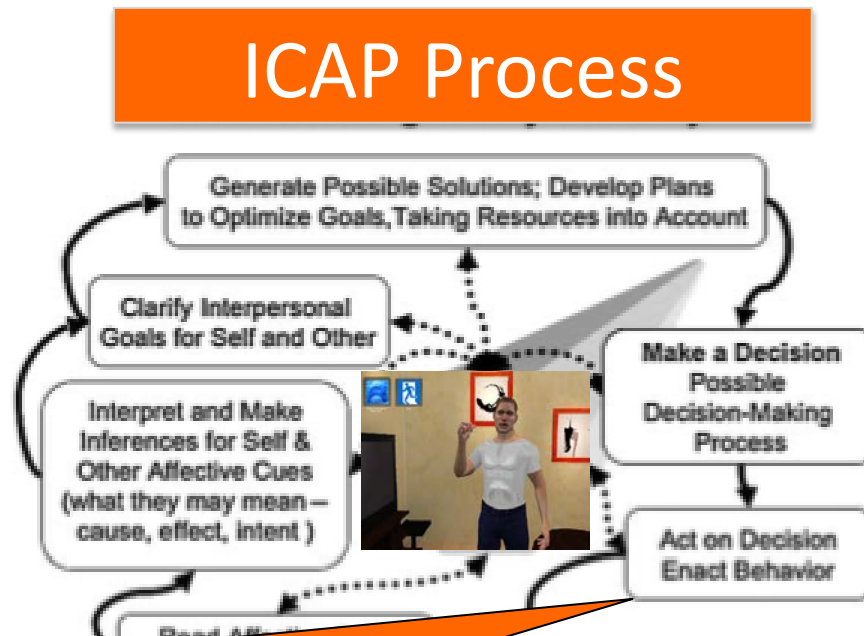 ICAP Process
Generate Possible Solutions; Develop Plans
to Optimize Goals,Taking Resources into Account
Clarify Interpersonal
Goals for Self and Other
Make a Decision
Possible
Decision-Making
Process
Interpret and Make
Inferences for Self &
Other Affective Cues
(what they may mean—
cause, effect, intent )
Act on Decision
Enact Behavior
Read